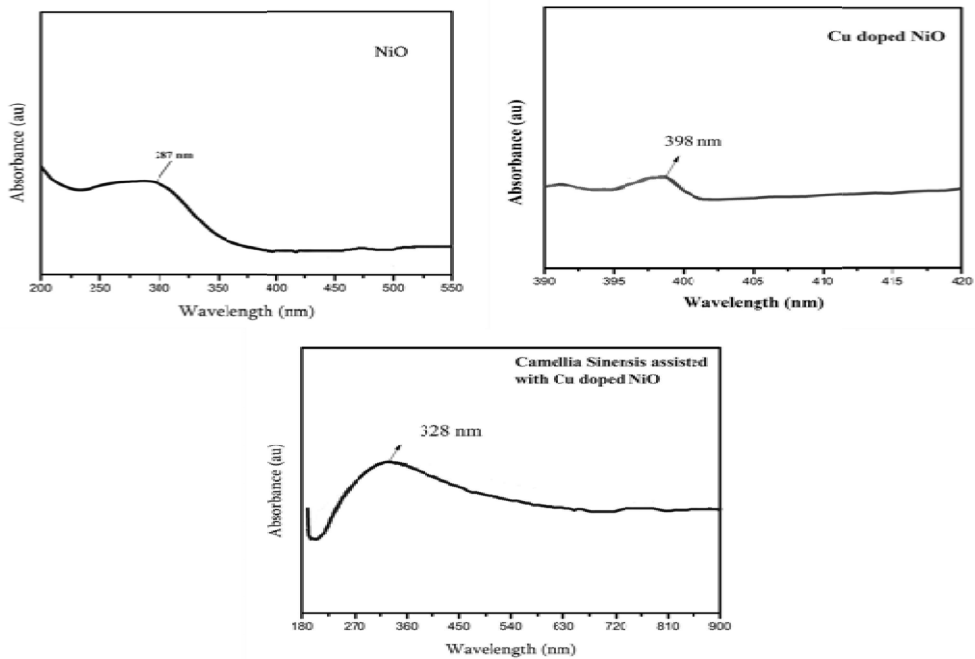 NiO
287 nm
Absorbance (au)
200 250 300 350 400 450 500 550
Wavelength (nm)
Cu doped NiO
398 nm
Absorbance (au)
390 395 400 405 410 415 420
Wavelength (nm)
Camellia Sinensis assisted
with Cu doped NiO
328 nm
Absorbance (au)
180 270 360 450 540 630 720 810 900
Wavelength (nm)